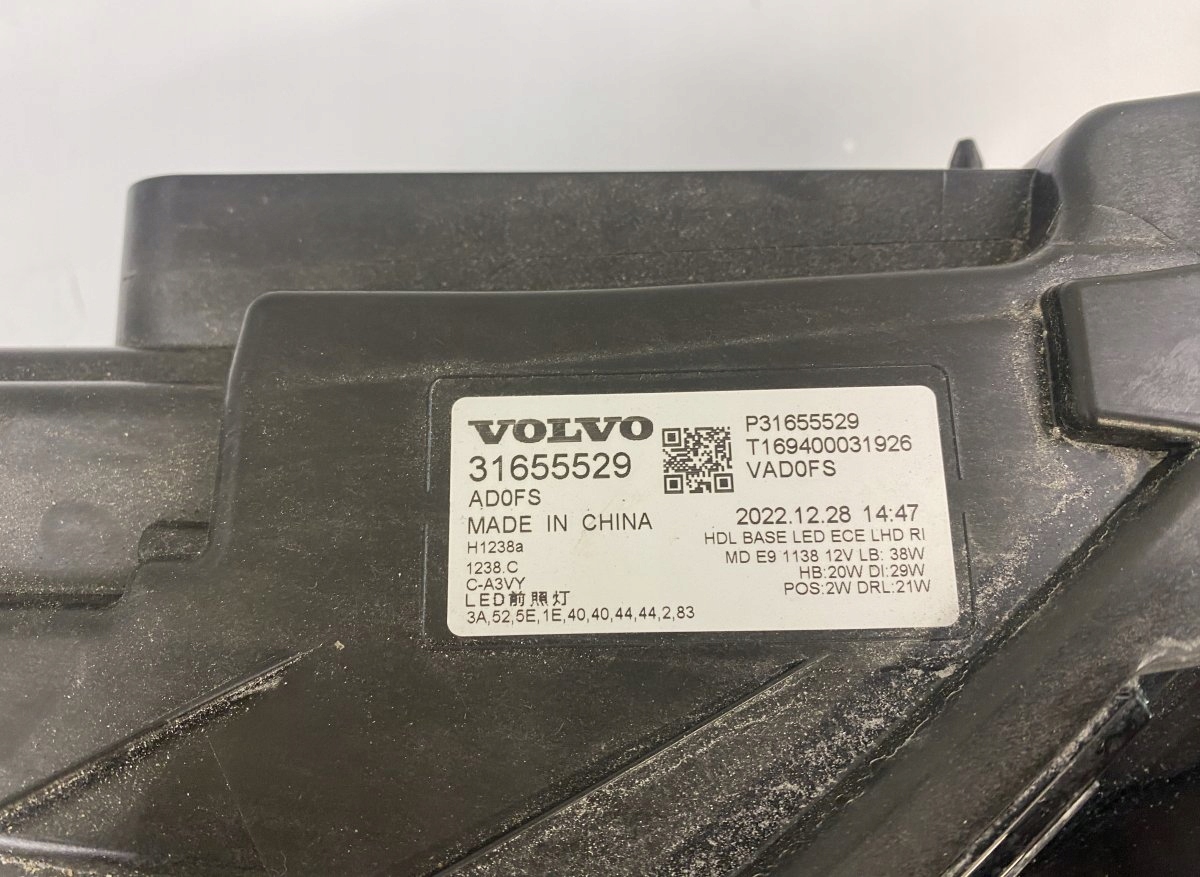 VOLVO
31655529
AD0FS
MADE IN CHINA
H1238a
1238.C
C-A3VY
LED前照灯
3A,52,5E,1E,40,40,44,44,2,83
P31655529
T169400031926
VAD0FS
2022.12.28 14:47
HDL BASE LED ECE LHD RI
MD E9 1138 12V LB: 38W
HB:20W DI:29W
POS:2W DRL:21W